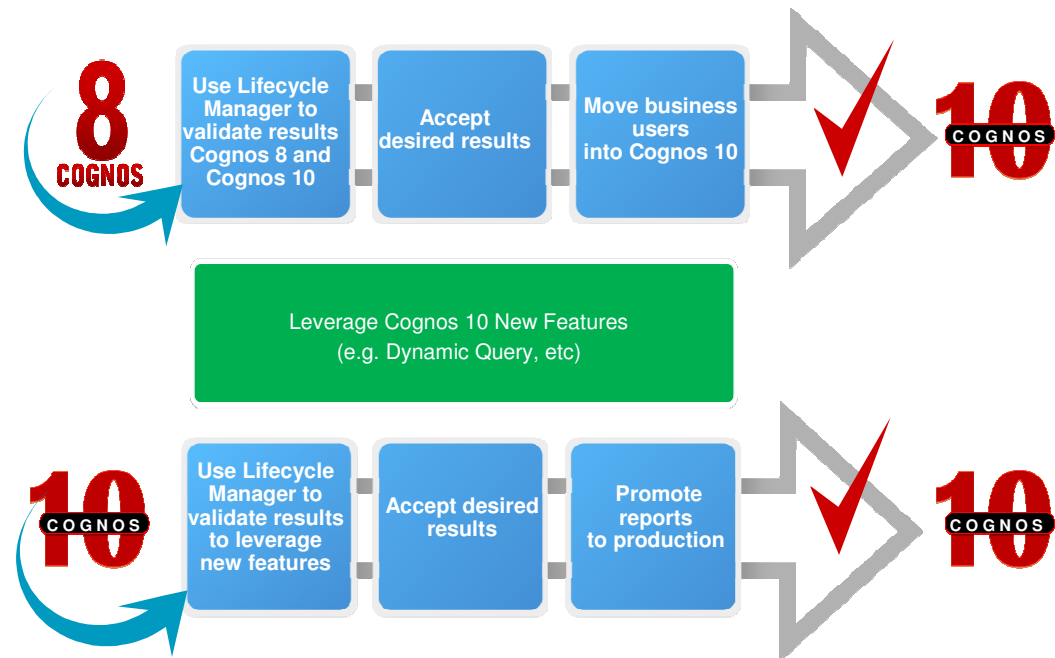 8
COGNOS
Use Lifecycle
Manager to
validate results
Cognos 8 and
Cognos 10
Accept
desired results
Move business
users
into Cognos 10
10
COGNOS
Leverage Cognos 10 New Features
(e.g. Dynamic Query, etc)
10
COGNOS
Use Lifecycle
Manager to
validate results
to leverage
new features
Accept desired
results
Promote
reports
to production
10
COGNOS